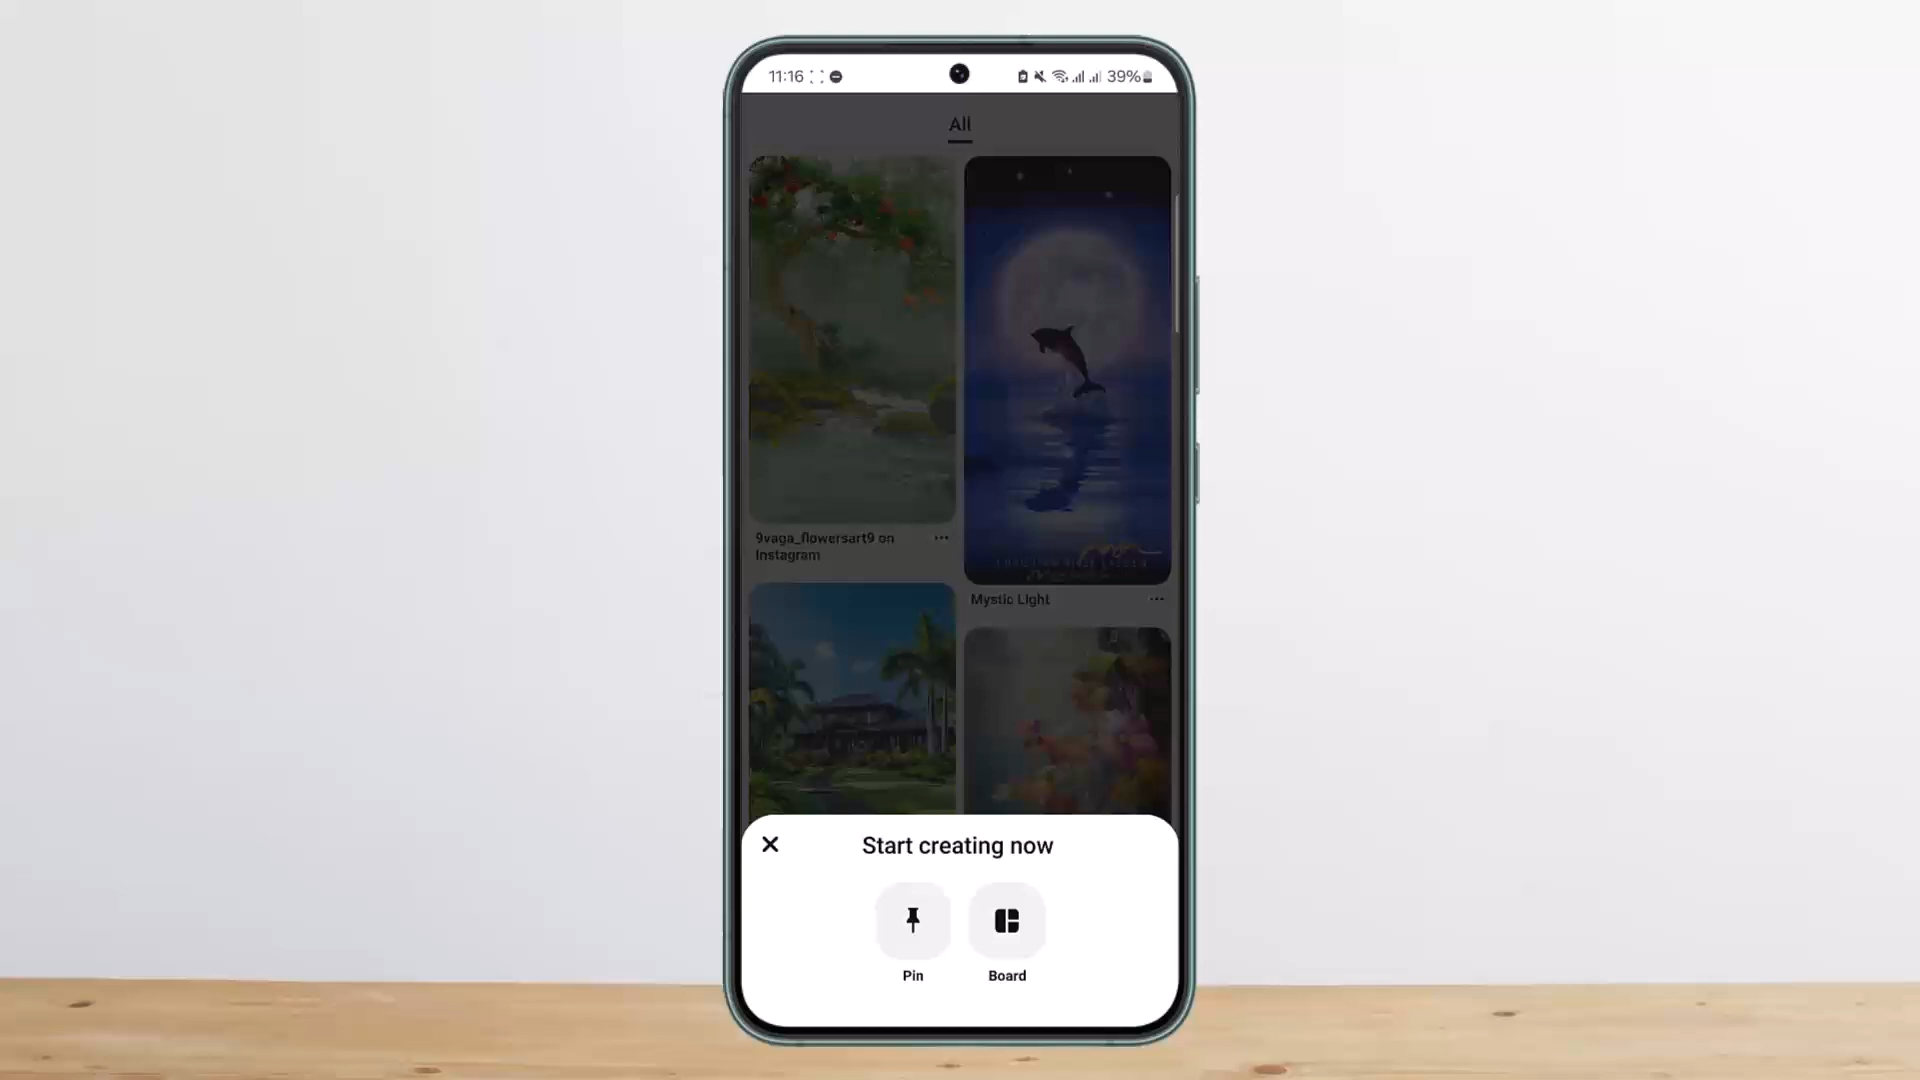 11:16
39%
All
9vaga_flowersart9 on
Instagram
Mystic Light
Start creating now
Pin
Board